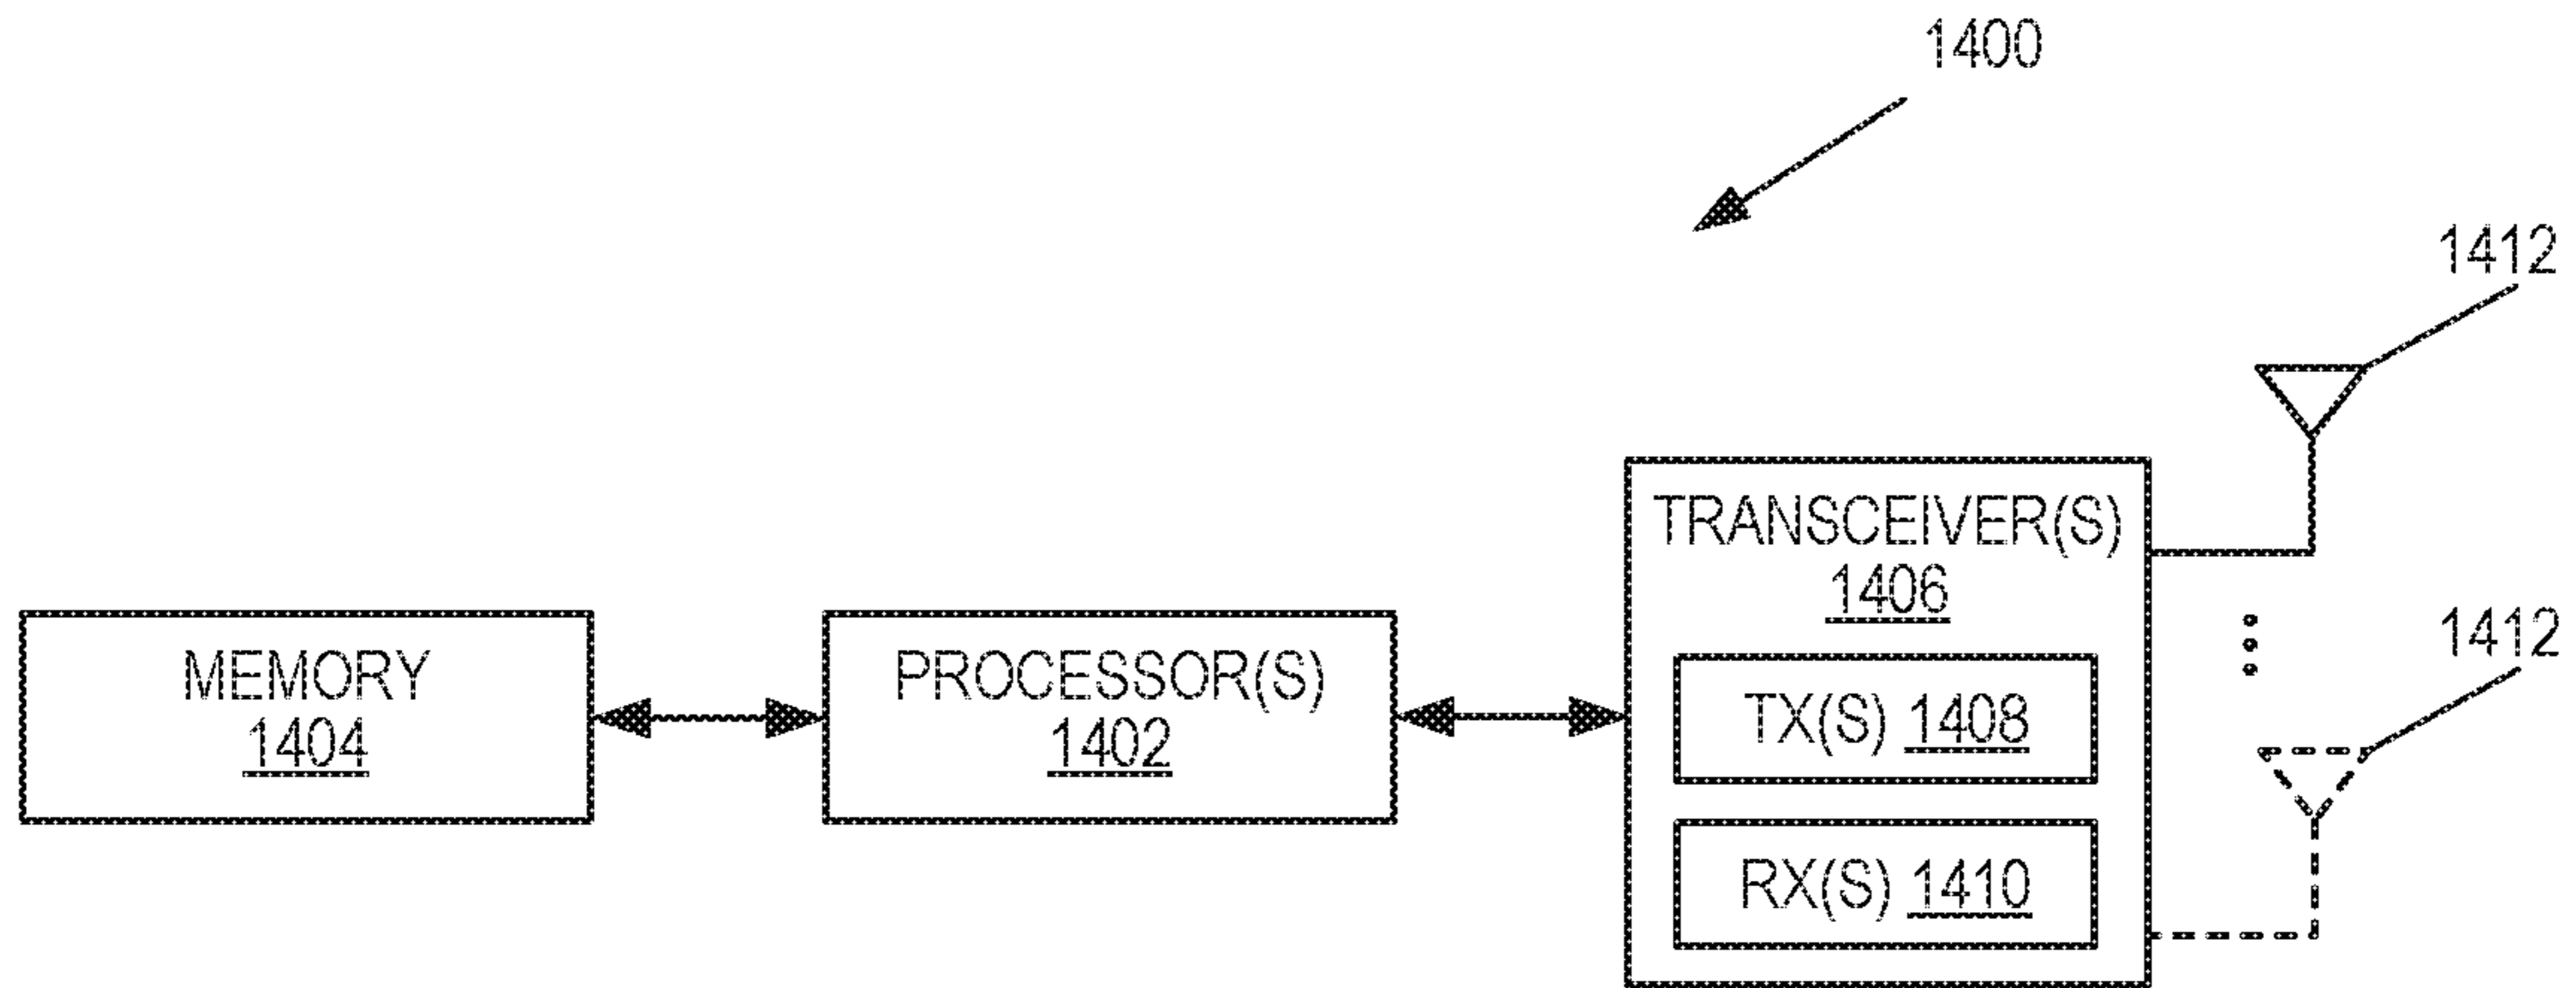 1400
1412
TRANSCEIVER(S)
1406
MEMORY
1404
PROCESSOR(S)
1402
TX(S) 1408
RX(S) 1410
1412